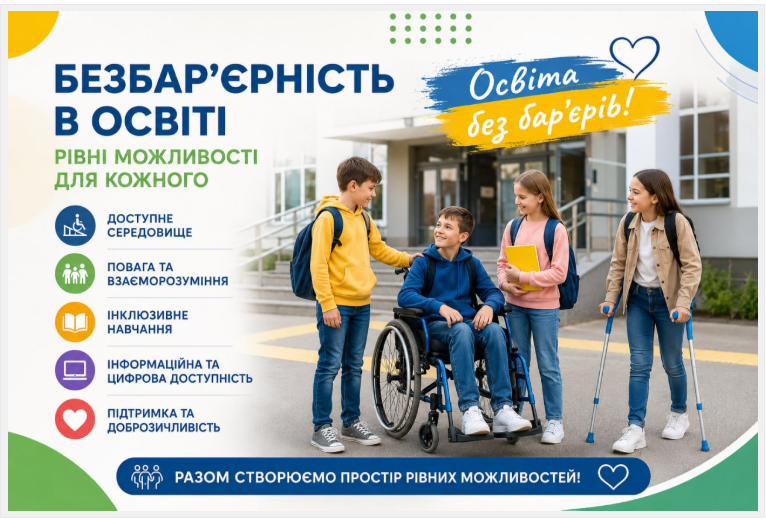 БЕЗБАР’ЄРНІСТЬ
В ОСВІТІ
РІВНІ МОЖЛИВОСТІ
ДЛЯ КОЖНОГО
Освіта
без бар’єрів!
ДОСТУПНЕ
СЕРЕДОВИЩЕ
ПОВАГА ТА
ВЗАЄМОРОЗУМІННЯ
ІНКЛЮЗИВНЕ
НАВЧАННЯ
ІНФОРМАЦІЙНА ТА
ЦИФРОВА ДОСТУПНІСТЬ
ПІДТРИМКА ТА
ДОБРОЗИЧЛИВІСТЬ
РАЗОМ СТВОРЮЄМО ПРОСТІР РІВНИХ МОЖЛИВОСТЕЙ!